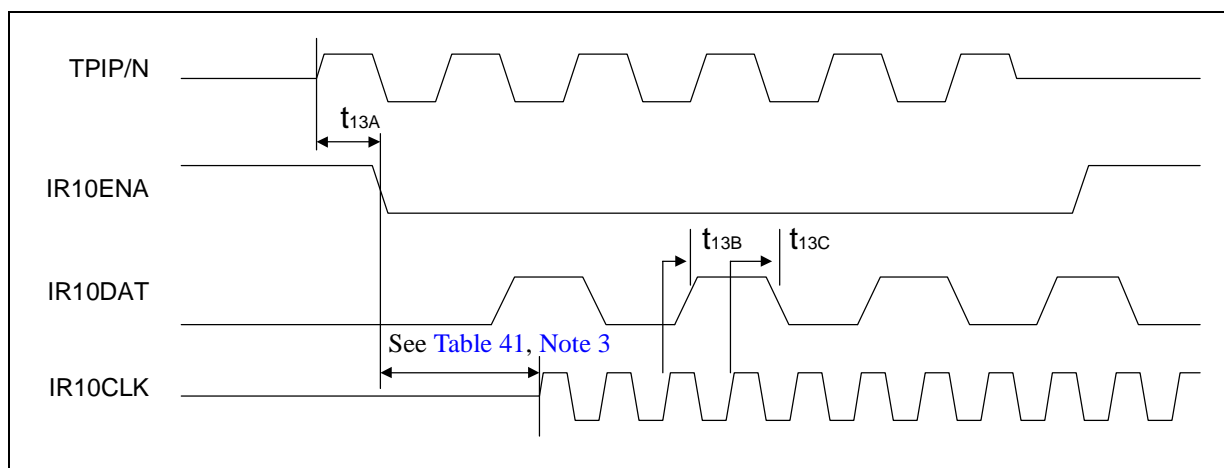 TPIP/N
t13A
IR10ENA
t13B
t13C
IR10DAT
See Table 41, Note 3
IR10CLK